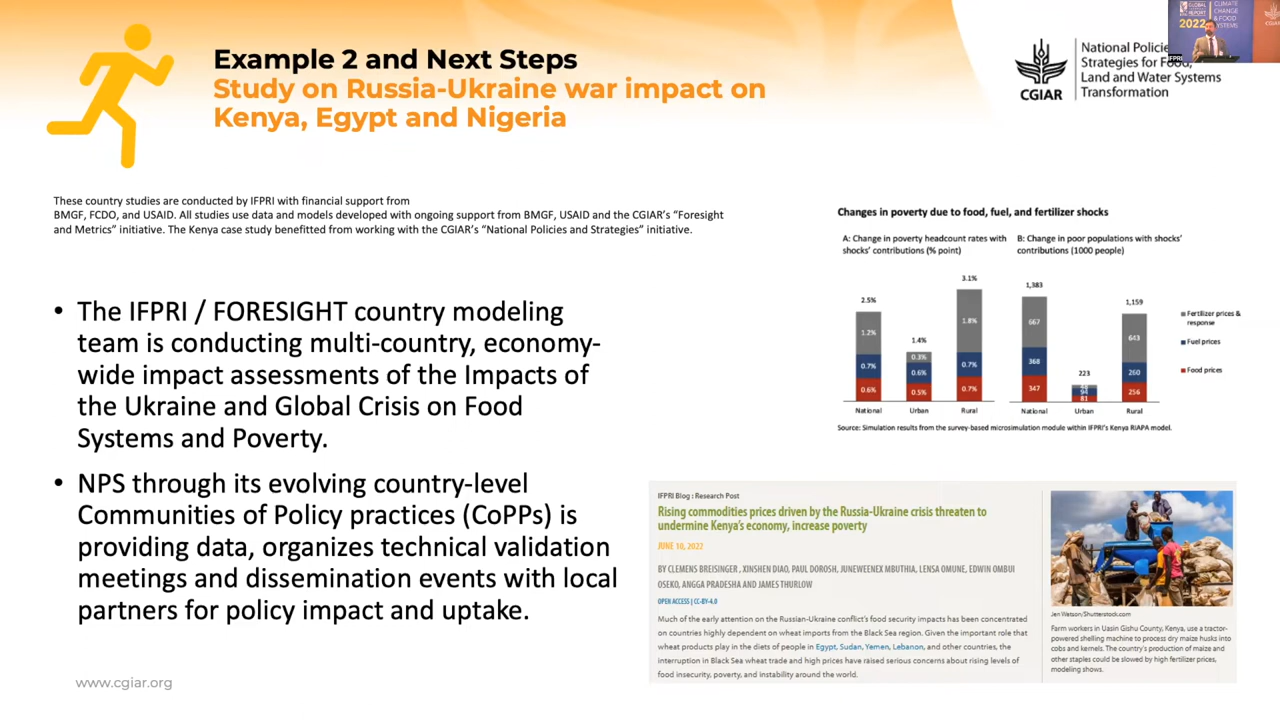 Example 2 and Next Steps
Study on Russia-Ukraine war impact on
Kenya, Egypt and Nigeria
CGIAR
National Policies
Strategies for Food,
Land and Water Systems
Transformation
GLOBAL
REPORT
2022
CLIMATE
CHANGE
& FOOD
SYSTEMS
IFPRI
These country studies are conducted by IFPRI with financial support from
BMGF, FCDO, and USAID. All studies use data and models developed with ongoing support from BMGF, USAID and the CGIAR's "Foresight
and Metrics" initiative. The Kenya case study benefitted from working with the CGIAR's "National Policies and Strategies" initiative.
• The IFPRI / FORESIGHT country modeling
team is conducting multi-country, economy-
wide impact assessments of the Impacts of
the Ukraine and Global Crisis on Food
Systems and Poverty.
• NPS through its evolving country-level
Communities of Policy practices (CoPPs) is
providing data, organizes technical validation
meetings and dissemination events with local
partners for policy impact and uptake.
www.cgiar.org
Changes in poverty due to food, fuel, and fertilizer shocks
A: Change in poverty headcount rates with
shocks' contributions (% point)
2.5%
1.2%
0.7%
0.6%
National
1.4%
0.3%
0.6%
0.5%
Urban
3.1%
1.8%
0.7%
0.7%
Rural
B: Change in poor populations with shocks'
contributions (1000 people)
1,383
667
368
347
National
223
94
81
Urban
1,159
643
260
256
Rural
Fertilizer prices &
response
Fuel prices
Food prices
Source: Simulation results from the survey-based microsimulation module within IFPRI's Kenya RIAPA model.
IFPRI Blog : Research Post
Rising commodities prices driven by the Russia-Ukraine crisis threaten to
undermine Kenya's economy, increase poverty
JUNE 10, 2022
BY CLEMENS BREISINGER , XINSHEN DIAO, PAUL DOROSH, JUNEWEENEX MBUTHIA, LENSA OMUNE, EDWIN OMBUI
OSEKO, ANGGA PRADESHA AND JAMES THURLOW
OPEN ACCESS | CC-BY-4.0
Much of the early attention on the Russian-Ukraine conflict's food security impacts has been concentrated
on countries highly dependent on wheat imports from the Black Sea region. Given the important role that
wheat products play in the diets of people in Egypt, Sudan, Yemen, Lebanon, and other countries, the
interruption in Black Sea wheat trade and high prices have raised serious concerns about rising levels of
food insecurity, poverty, and instability around the world.
Jen Watson/Shutterstock.com
Farm workers in Uasin Gishu County, Kenya, use a tractor-
powered shelling machine to process dry maize husks into
cobs and kernels. The country's production of maize and
other staples could be slowed by high fertilizer prices,
modeling shows.